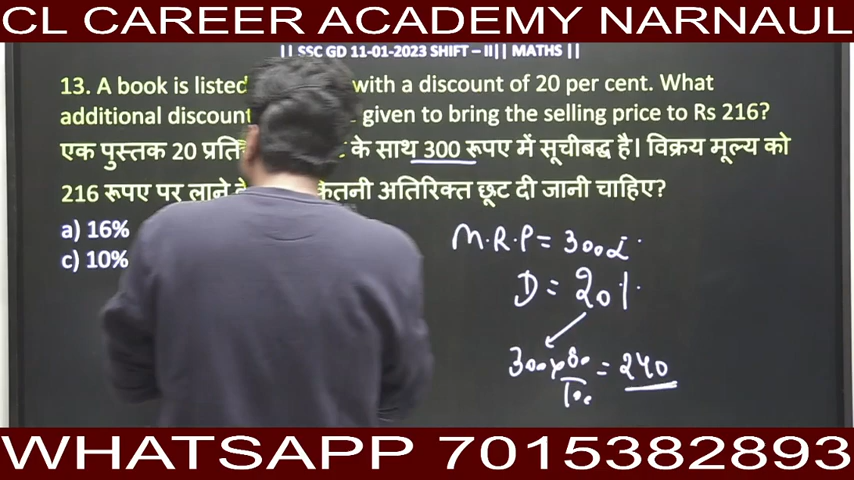 CL CAREER ACADEMY NARNAUL
|| SSC GD 11-01-2023 SHIFT – II|| MATHS ||
13. A book is listed with a discount of 20 per cent. What
additional discount given to bring the selling price to Rs 216?
एक पुस्तक 20 के साथ 300 रूपए में सूचीबद्ध है। विक्रय मूल्य को
216 रूपए पर लाने अतिरिक्त छूट दी जानी चाहिए?
a) 16%
c) 10%
M.R.P = 300
D = 20%
300 × 80 = 240
100
WHATSAPP 7015382893